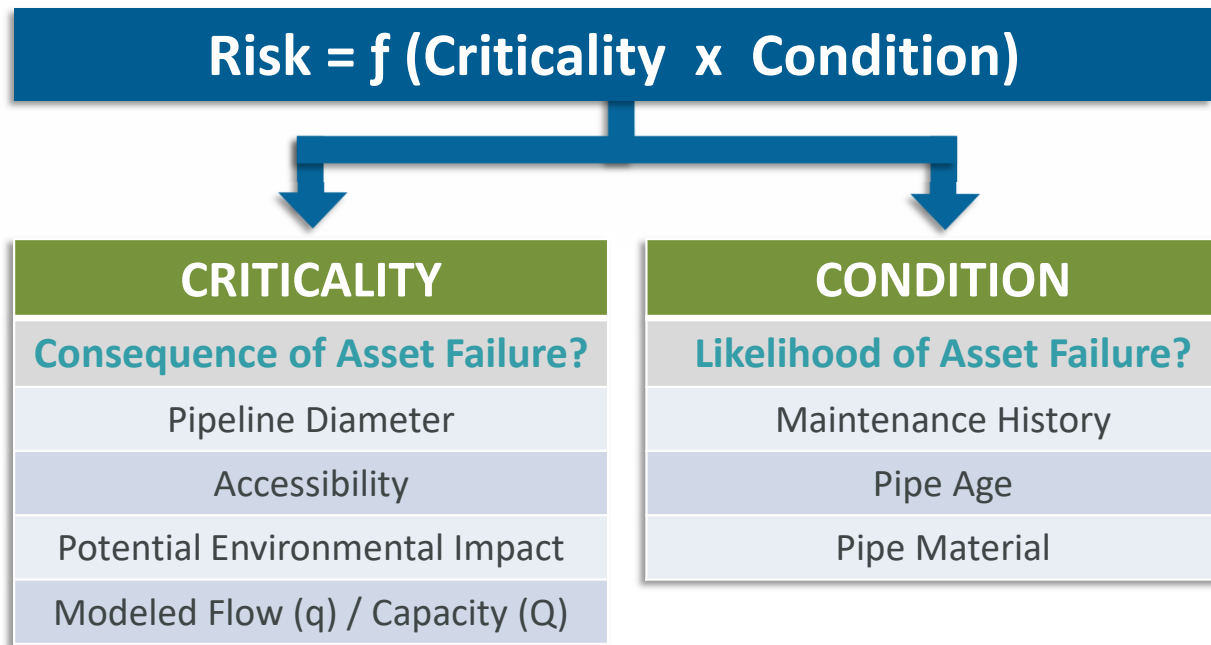 Risk = ƒ (Criticality x Condition)
CRITICALITY
Consequence of Asset Failure?
Pipeline Diameter
Accessibility
Potential Environmental Impact
Modeled Flow (q) / Capacity (Q)
CONDITION
Likelihood of Asset Failure?
Maintenance History
Pipe Age
Pipe Material